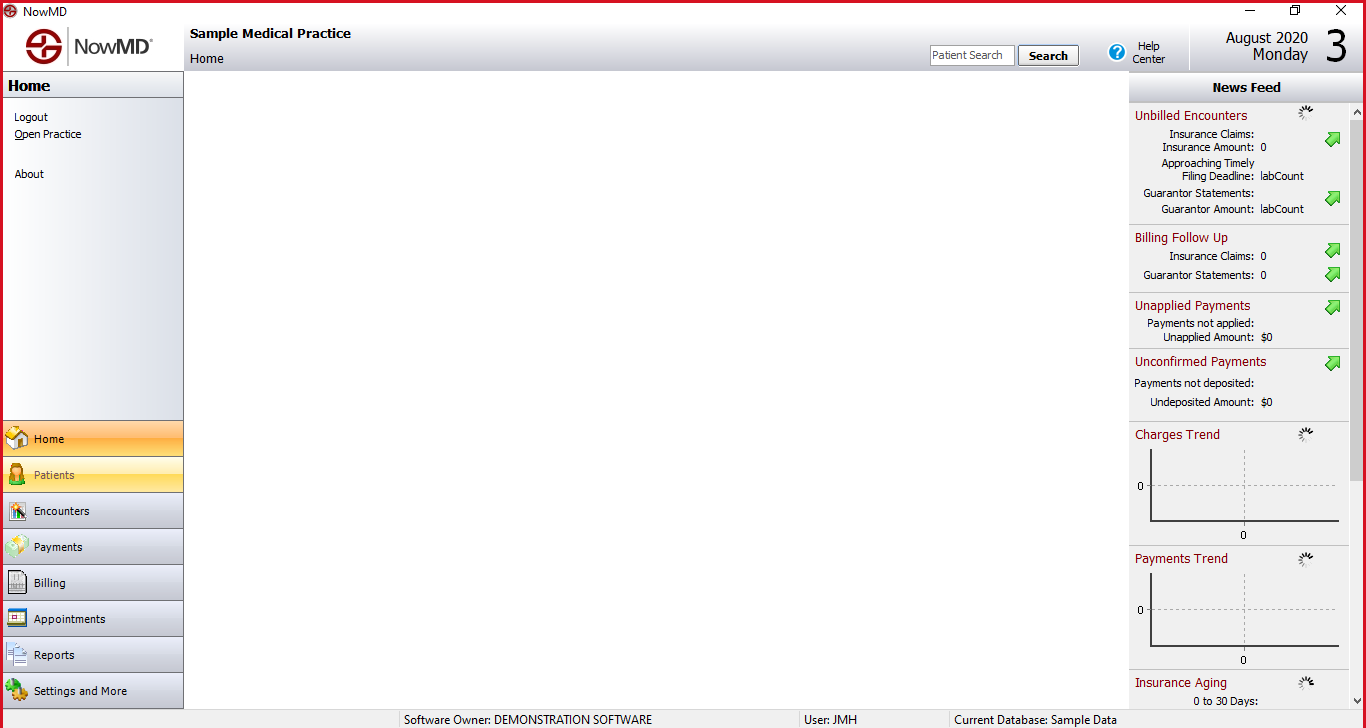 NowMD
NowMD®
Sample Medical Practice
Home
Patient Search
Search
Help
Center
August 2020
Monday
3
Home
Logout
Open Practice
About
Home
Patients
Encounters
Payments
Billing
Appointments
Reports
Settings and More
News Feed
Unbilled Encounters
Insurance Claims:
Insurance Amount: 0
Approaching Timely
Filing Deadline: labCount
Guarantor Statements:
Guarantor Amount: labCount
Billing Follow Up
Insurance Claims: 0
Guarantor Statements: 0
Unapplied Payments
Payments not applied:
Unapplied Amount: $0
Unconfirmed Payments
Payments not deposited:
Undeposited Amount: $0
Charges Trend
0
0
Payments Trend
0
0
Insurance Aging
0 to 30 Days:
Software Owner: DEMONSTRATION SOFTWARE
User: JMH
Current Database: Sample Data